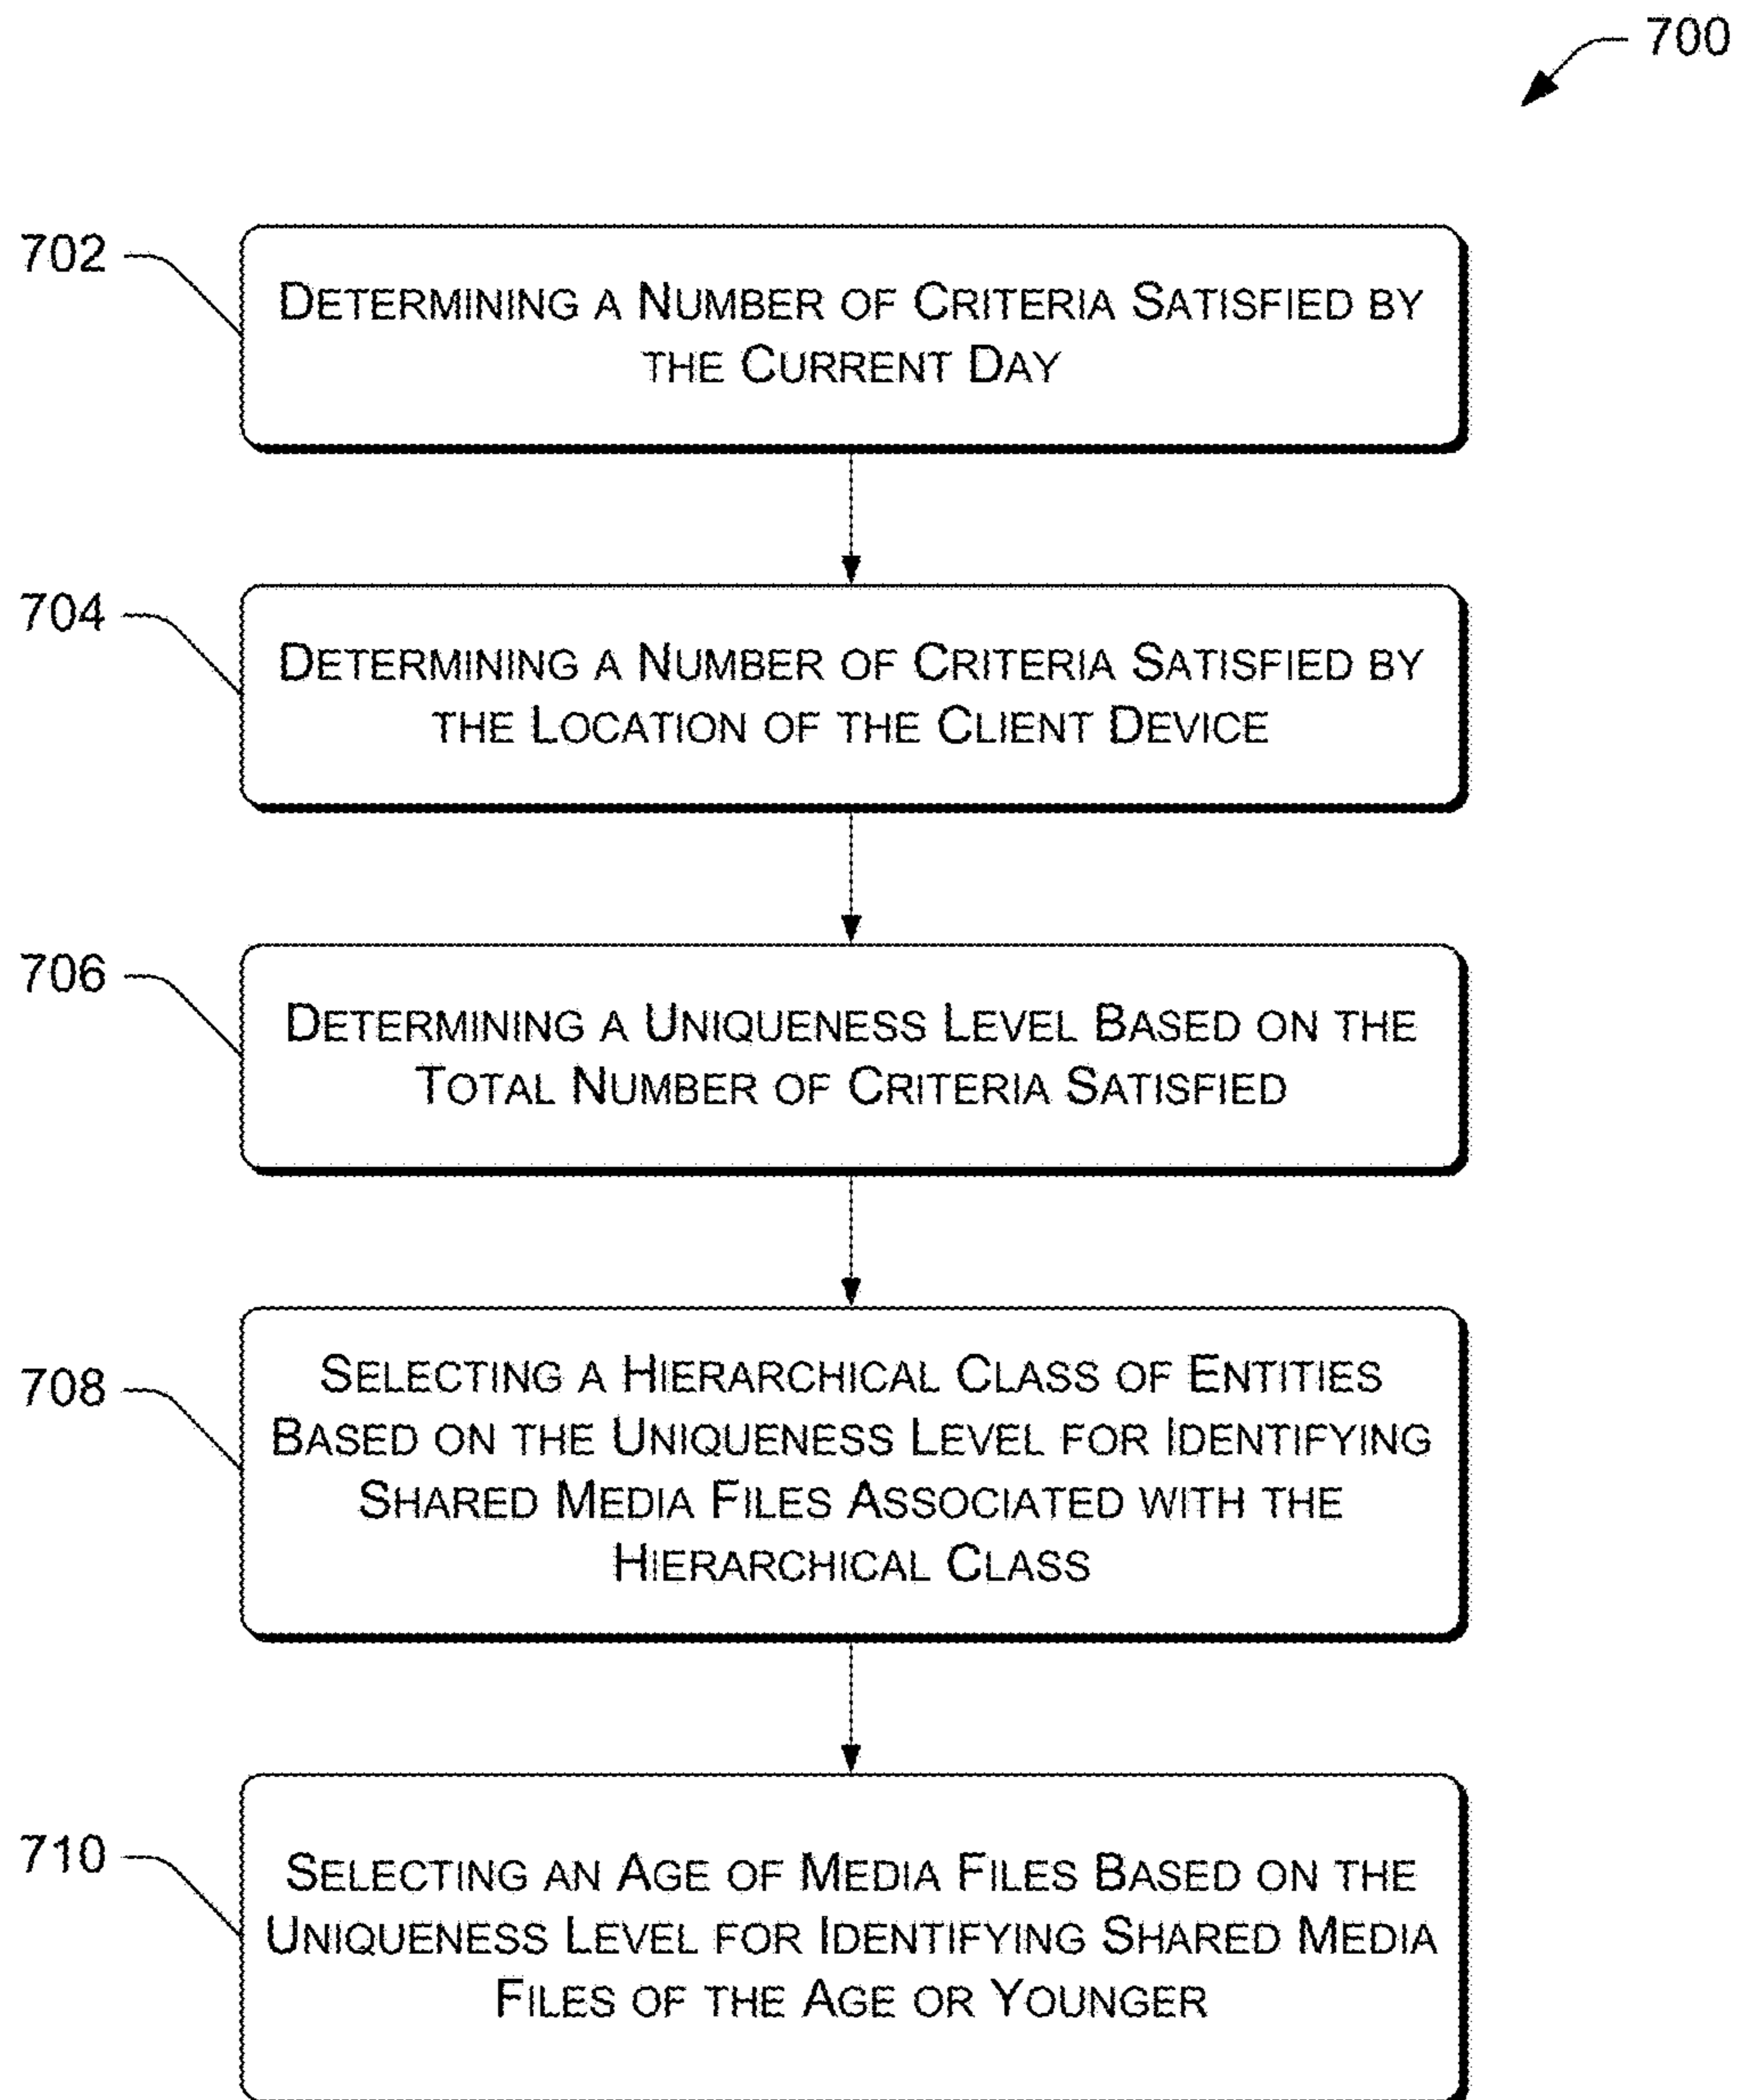 700
702
DETERMINING A NUMBER OF CRITERIA SATISFIED BY
THE CURRENT DAY
704
DETERMINING A NUMBER OF CRITERIA SATISFIED BY
THE LOCATION OF THE CLIENT DEVICE
706
DETERMINING A UNIQUENESS LEVEL BASED ON THE
TOTAL NUMBER OF CRITERIA SATISFIED
708
SELECTING A HIERARCHICAL CLASS OF ENTITIES
BASED ON THE UNIQUENESS LEVEL FOR IDENTIFYING
SHARED MEDIA FILES ASSOCIATED WITH THE
HIERARCHICAL CLASS
710
SELECTING AN AGE OF MEDIA FILES BASED ON THE
UNIQUENESS LEVEL FOR IDENTIFYING SHARED MEDIA
FILES OF THE AGE OR YOUNGER